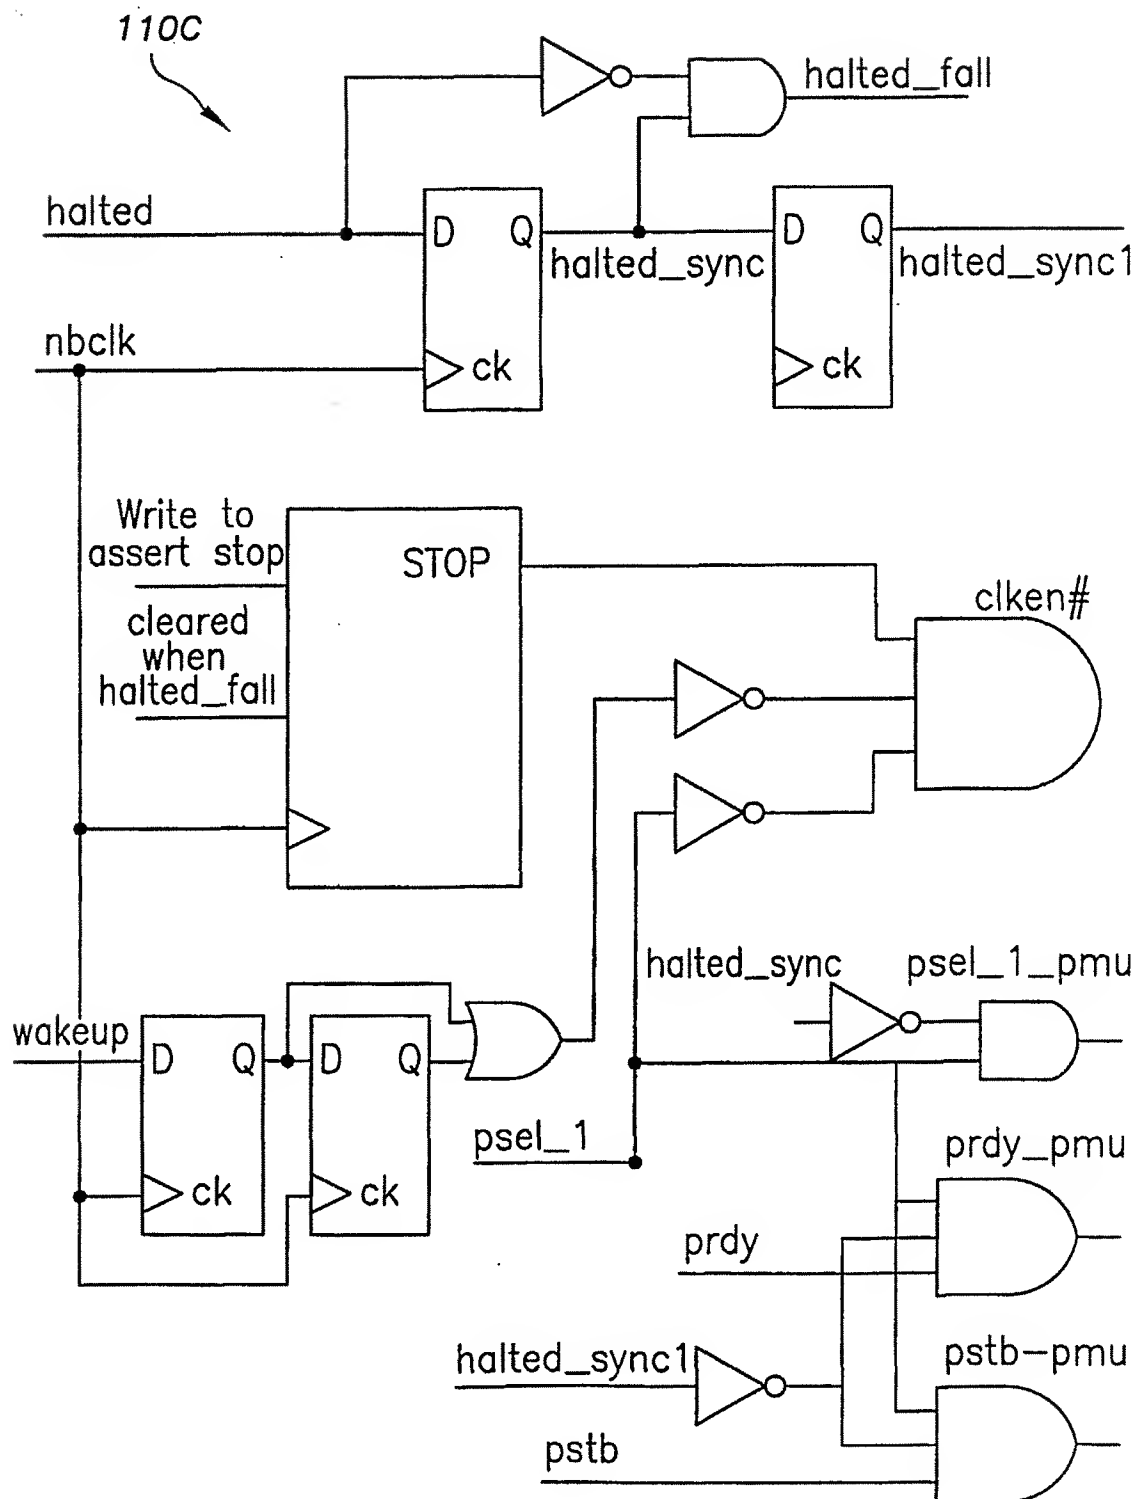 110C
halted_fall
halted
D Q
halted_sync
D Q
halted_sync1
nbclk
ck
ck
Write to
assert stop
STOP
cleared
when
halted_fall
clken#
halted_sync
psel_1_pmu
wakeup
D Q
D Q
psel_1
ck
ck
prdy_pmu
prdy
halted_sync1
pstb-pmu
pstb